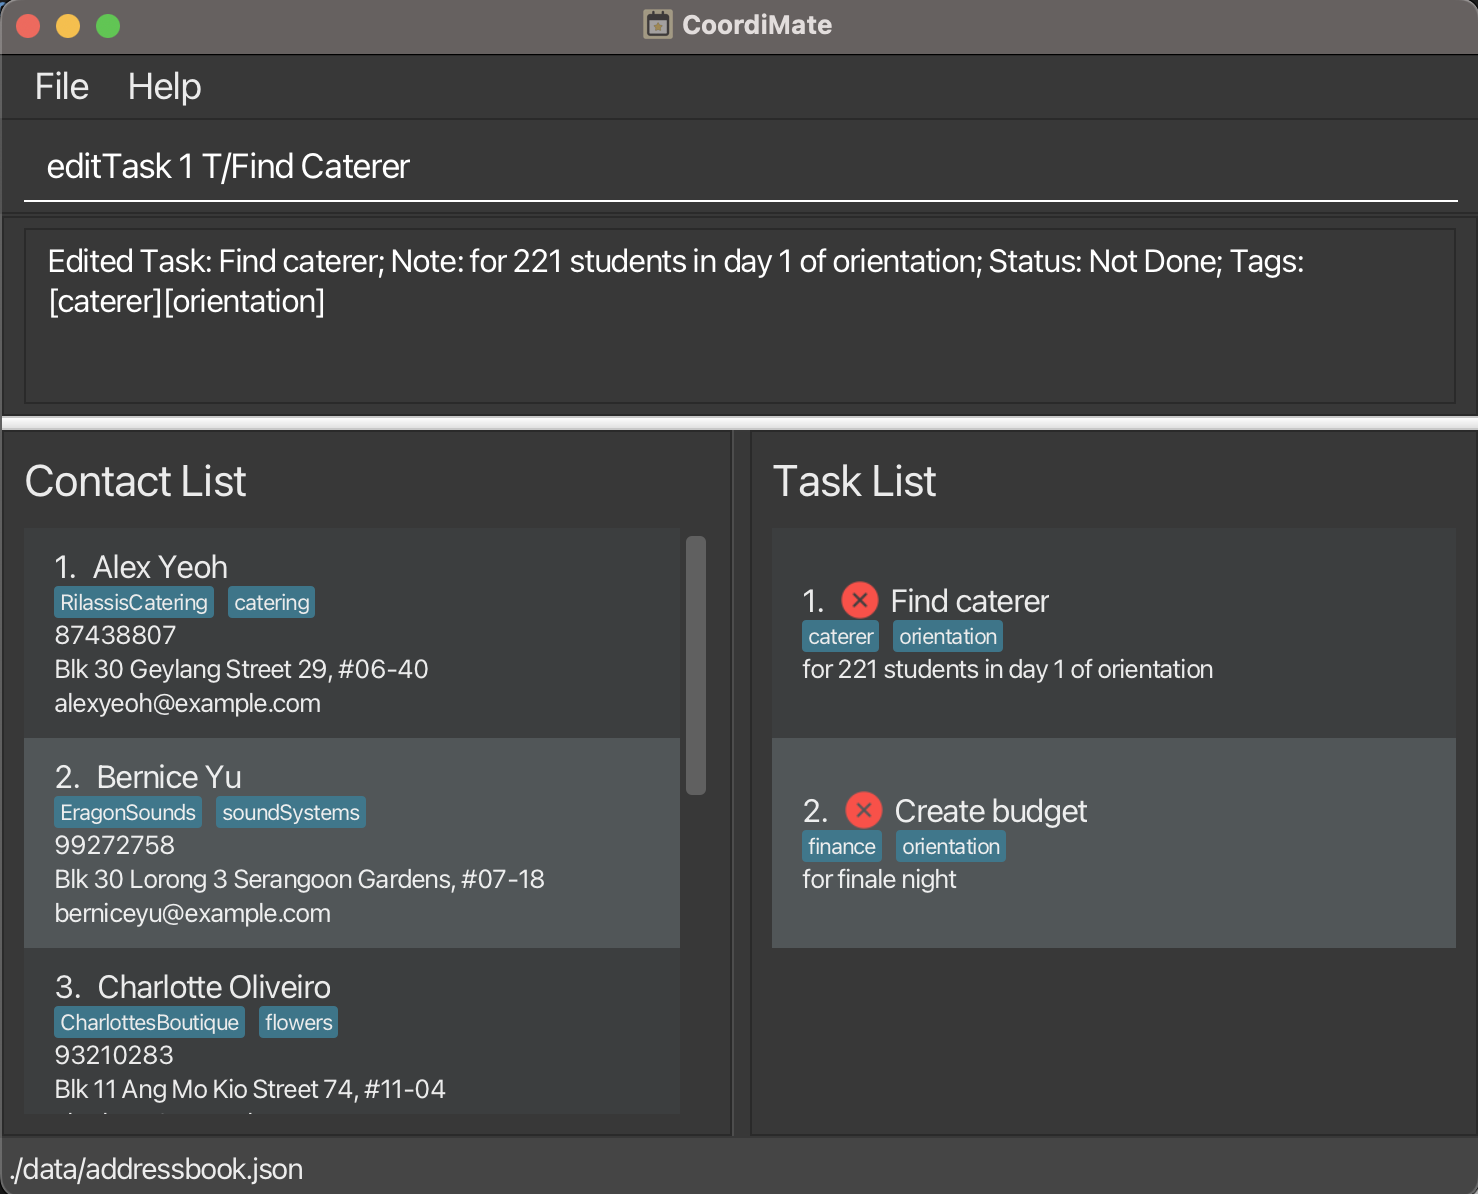 CoordiMate
File Help
editTask 1 T/Find Caterer
Edited Task: Find caterer; Note: for 221 students in day 1 of orientation; Status: Not Done; Tags:
[caterer][orientation]
Contact List
1. Alex Yeoh
RilassisCatering catering
87438807
Blk 30 Geylang Street 29, #06-40
alexyeoh@example.com
2. Bernice Yu
EragonSounds soundSystems
99272758
Blk 30 Lorong 3 Serangoon Gardens, #07-18
berniceyu@example.com
3. Charlotte Oliveiro
CharlottesBoutique flowers
93210283
Blk 11 Ang Mo Kio Street 74, #11-04
Task List
1. Find caterer
caterer orientation
for 221 students in day 1 of orientation
2. Create budget
finance orientation
for finale night
./data/addressbook.json